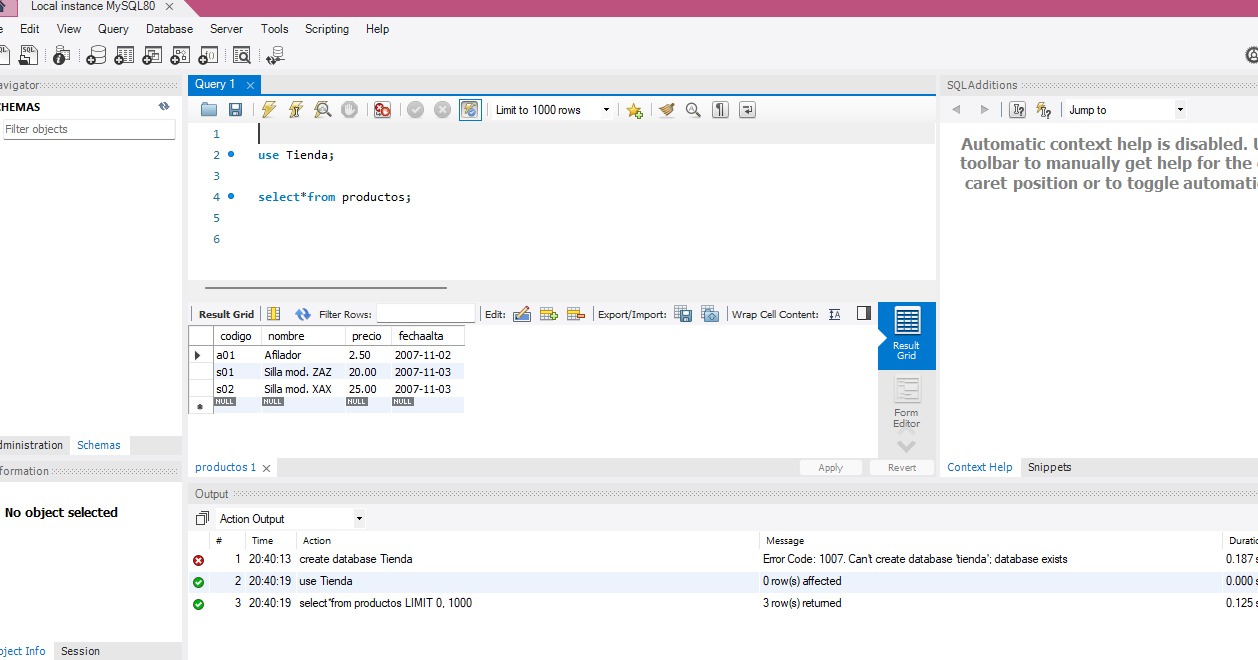 Local instance MySQL80
Edit View Query Database Server Tools Scripting Help
avigator
CHEMAS
Filter objects
dministration Schemas
formation
No object selected
bject Info Session
Query 1
Limit to 1000 rows
1
2 use Tienda;
3
4 select*from productos;
5
6
Result Grid Filter Rows: Edit: Export/Import: Wrap Cell Content: IA
codigo nombre precio fechaalta
a01 Afilador 2.50 2007-11-02
s01 Silla mod. ZAZ 20.00 2007-11-03
s02 Silla mod. XAX 25.00 2007-11-03
NULL NULL NULL NULL
Result
Grid
Form
Editor
productos 1 Apply Revert
SQLAdditions
Jump to
Automatic context help is disabled. U
toolbar to manually get help for the
caret position or to toggle automati
Context Help Snippets
Output
Action Output
# Time Action Message Duratio
1 20:40:13 create database Tienda Error Code: 1007. Can't create database 'tienda'; database exists 0.187 s
2 20:40:19 use Tienda 0 row(s) affected 0.000 s
3 20:40:19 select*from productos LIMIT 0, 1000 3 row(s) returned 0.125 s